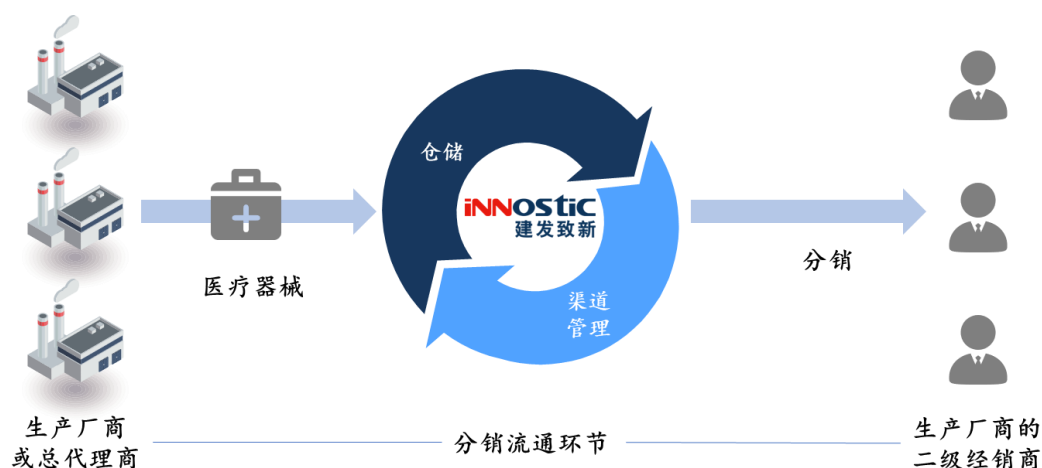 仓储
iNNOStiC
建发致新
医疗器械
分销
渠道
管理
生产厂商
或总代理商
分销流通环节
生产厂商的
二级经销商